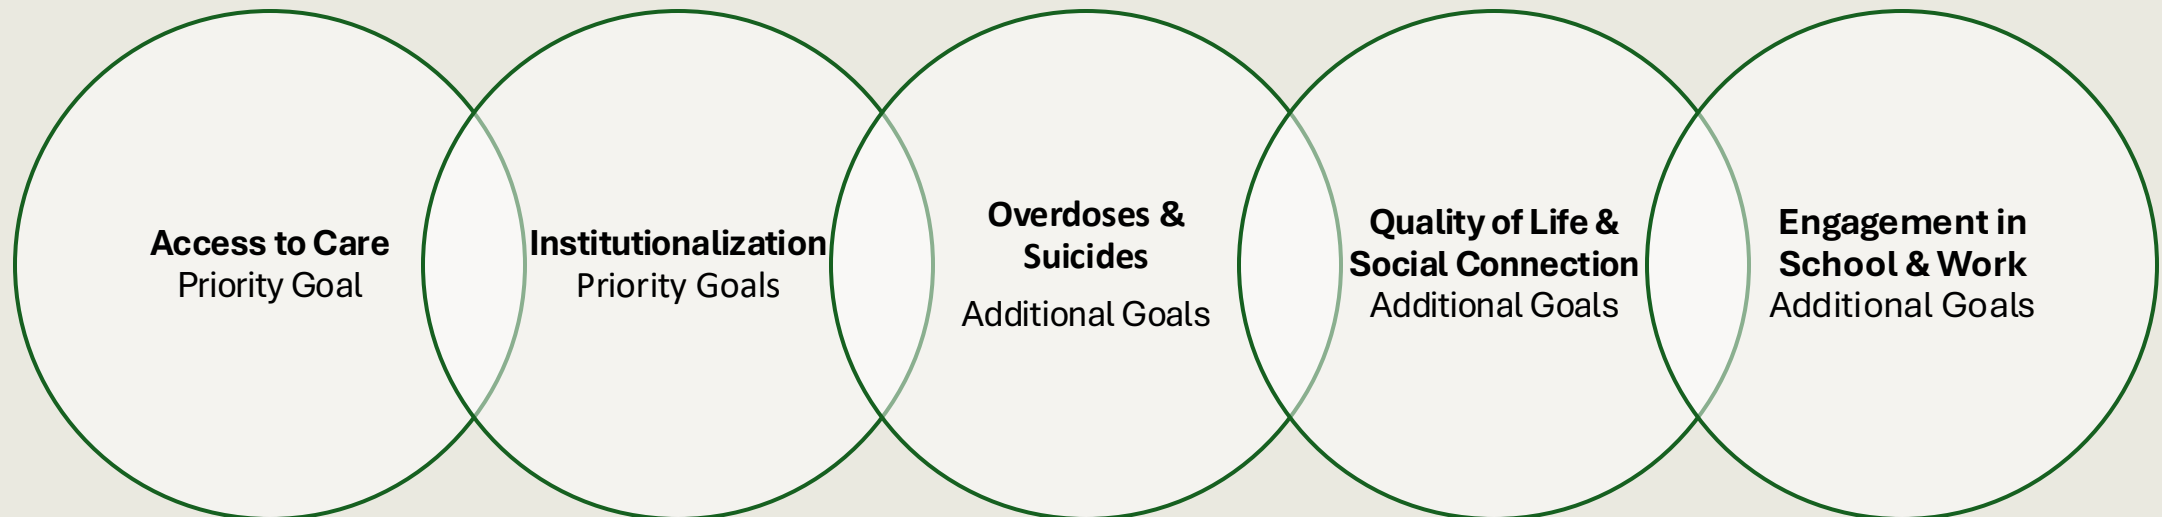 Access to Care
Priority Goal
Institutionalization
Priority Goals
Overdoses &
Suicides
Additional Goals
Quality of Life &
Social Connection
Additional Goals
Engagement in
School & Work
Additional Goals